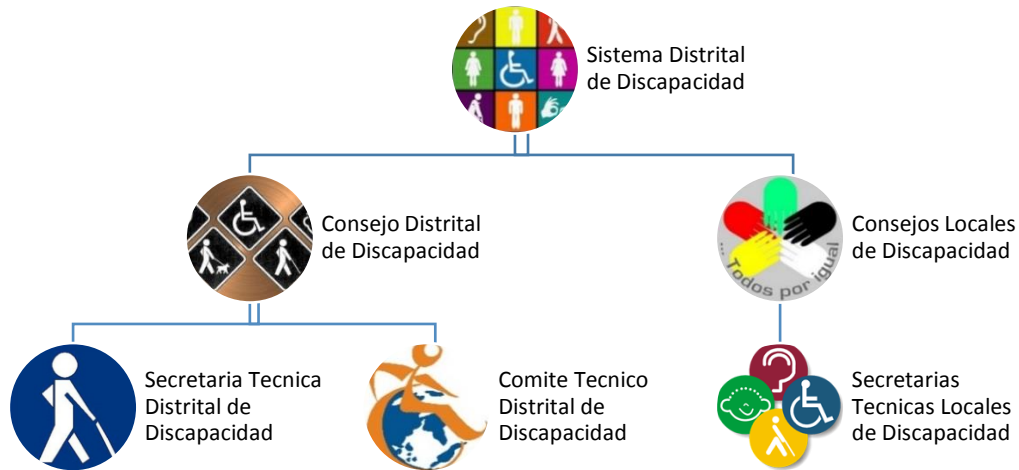 Sistema Distrital
de Discapacidad
Consejo Distrital
de Discapacidad
Consejos Locales
de Discapacidad
... Todos por igual
Secretaria Tecnica
Distrital de
Discapacidad
Comite Tecnico
Distrital de
Discapacidad
Secretarias
Tecnicas Locales
de Discapacidad